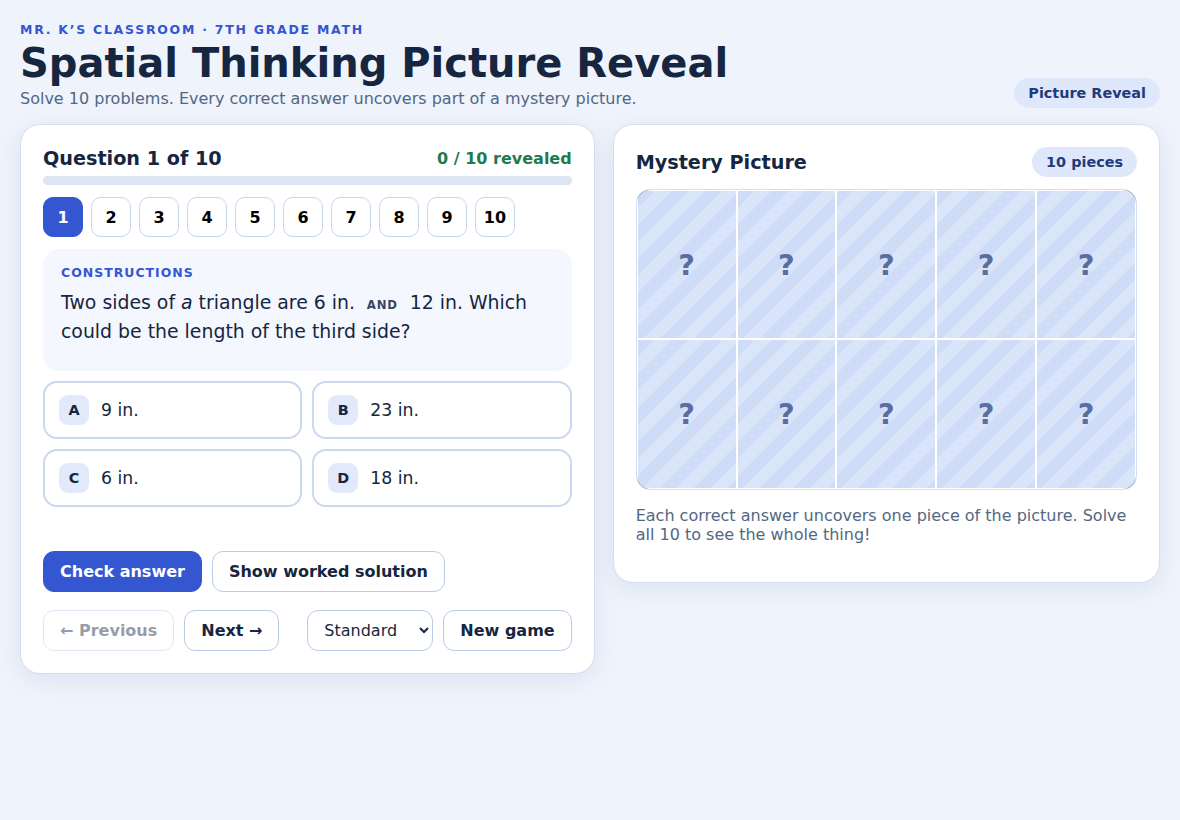 MR. K’S CLASSROOM · 7TH GRADE MATH
Spatial Thinking Picture Reveal
Solve 10 problems. Every correct answer uncovers part of a mystery picture.
Picture Reveal
Question 1 of 10
0 / 10 revealed
1 2 3 4 5 6 7 8 9 10
CONSTRUCTIONS
Two sides of a triangle are 6 in. AND 12 in. Which
could be the length of the third side?
A 9 in.
B 23 in.
C 6 in.
D 18 in.
Check answer
Show worked solution
← Previous
Next →
Standard
New game
Mystery Picture
10 pieces
? ? ? ? ?
? ? ? ? ?
Each correct answer uncovers one piece of the picture. Solve
all 10 to see the whole thing!